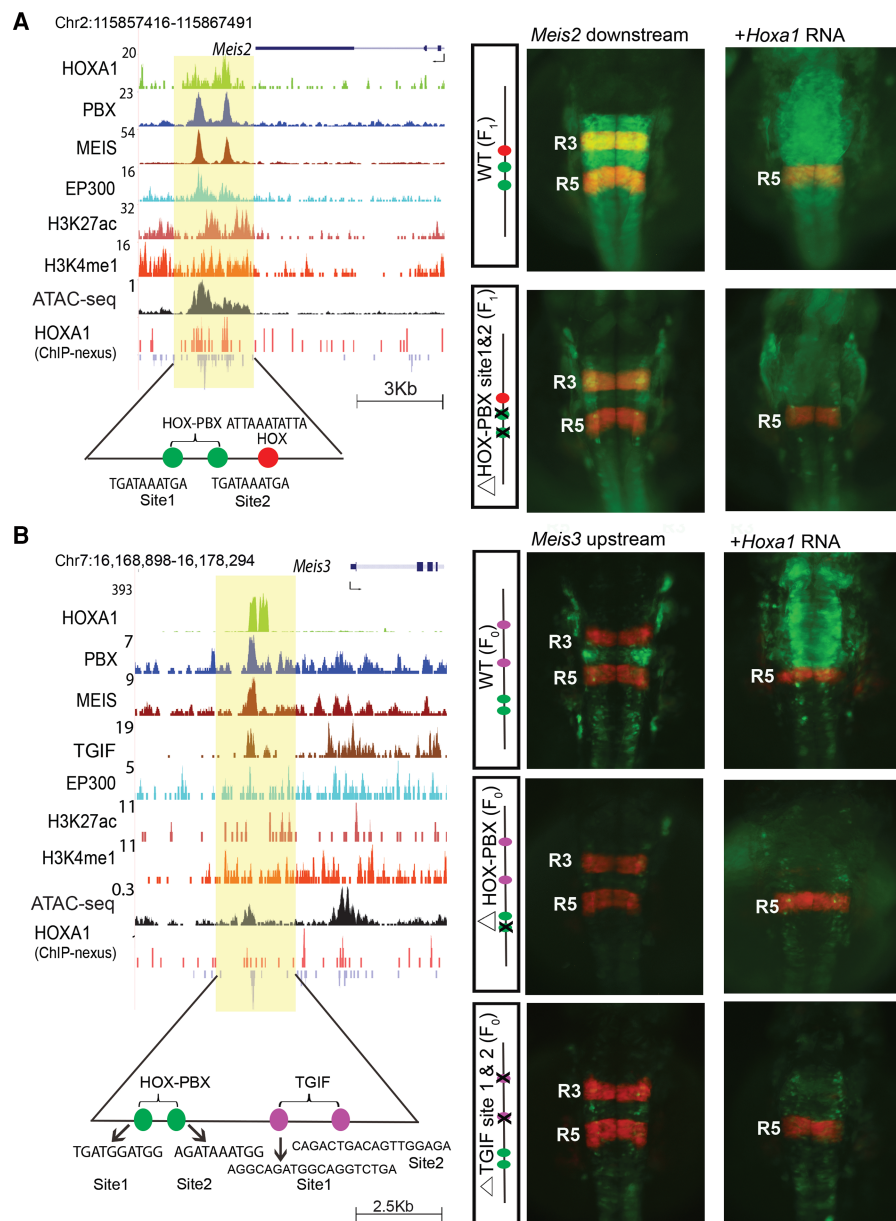 A
Chr2:115857416-115867491
Meis2
20
HOXA1
23
PBX
54
MEIS
16
EP300
32
H3K27ac
16
H3K4me1
1
ATAC-seq
HOXA1
(ChIP-nexus)
3Kb
HOX-PBX ATTAAATATTA
HOX
TGATAAATGA TGATAAATGA
Site1 Site2
Meis2 downstream +Hoxa1 RNA
WT (F1)
R3
R5
R5
△HOX-PBX site1&2 (F1)
R3
R5
R5
B
Chr7:16,168,898-16,178,294
Meis3
393
HOXA1
7
PBX
9
MEIS
19
TGIF
5
EP300
11
H3K27ac
11
H3K4me1
0.3
ATAC-seq
HOXA1
(ChIP-nexus)
HOX-PBX TGIF
TGATGGATGG AGATAAATGG CAGACTGACAGTTGGAGA
AGGCAGATGGCAGGTCTGA
Site1 Site2 Site1 Site2
2.5Kb
Meis3 upstream +Hoxa1 RNA
WT (F0)
R3
R5
R5
△ HOX-PBX (F0)
R3
R5
R5
△TGIF site 1 & 2 (F0)
R3
R5
R5